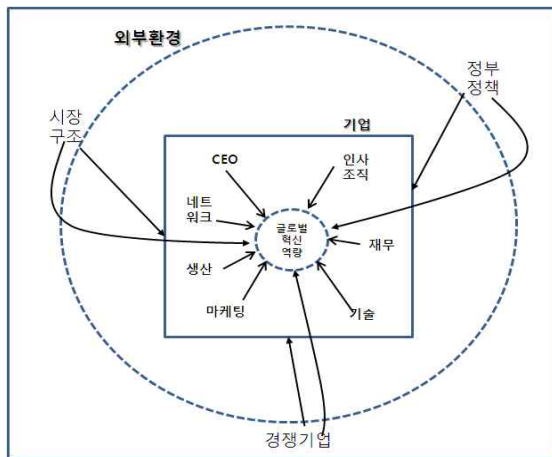 외부환경
정부
정책
시장
구조
기업
CEO
인사
조직
네트
워크
글로벌
혁신
역량
재무
생산
마케팅
기술
경쟁기업